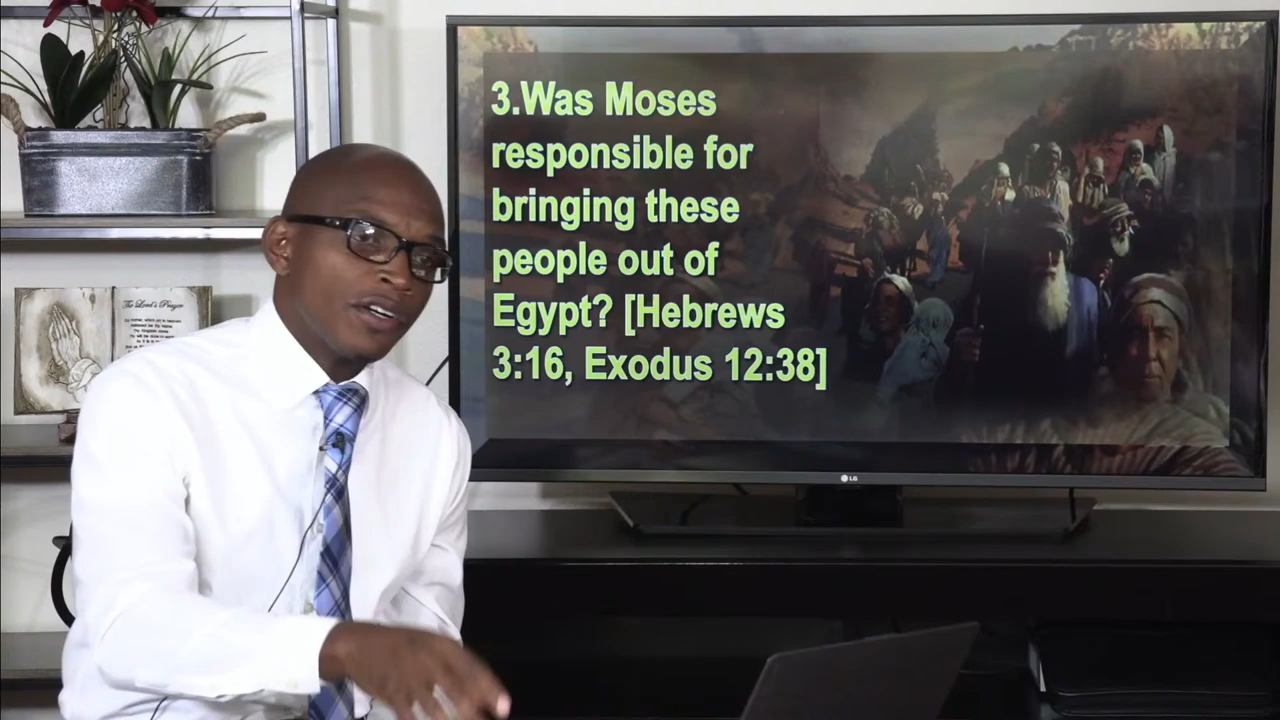 3.Was Moses
responsible for
bringing these
people out of
Egypt? [Hebrews
3:16, Exodus 12:38]
The Lord's Prayer
LG